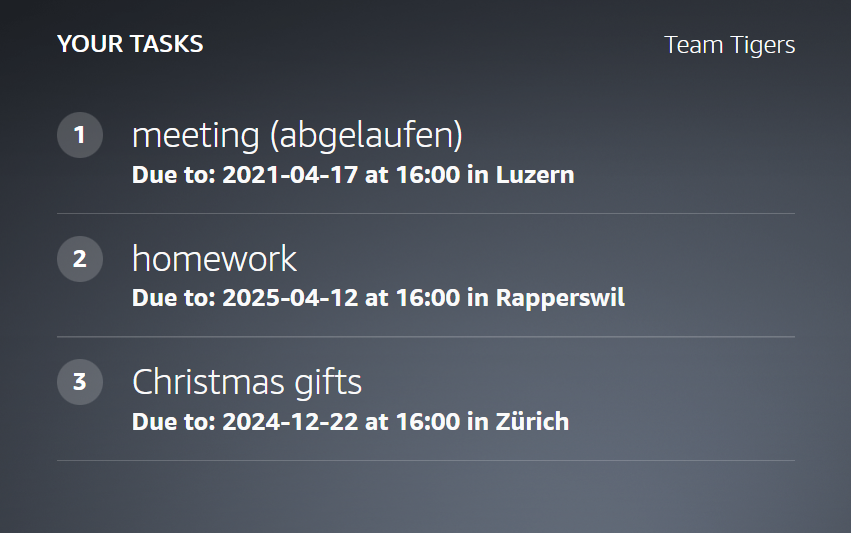 YOUR TASKS
Team Tigers
1
meeting (abgelaufen)
Due to: 2021-04-17 at 16:00 in Luzern
2
homework
Due to: 2025-04-12 at 16:00 in Rapperswil
3
Christmas gifts
Due to: 2024-12-22 at 16:00 in Zürich